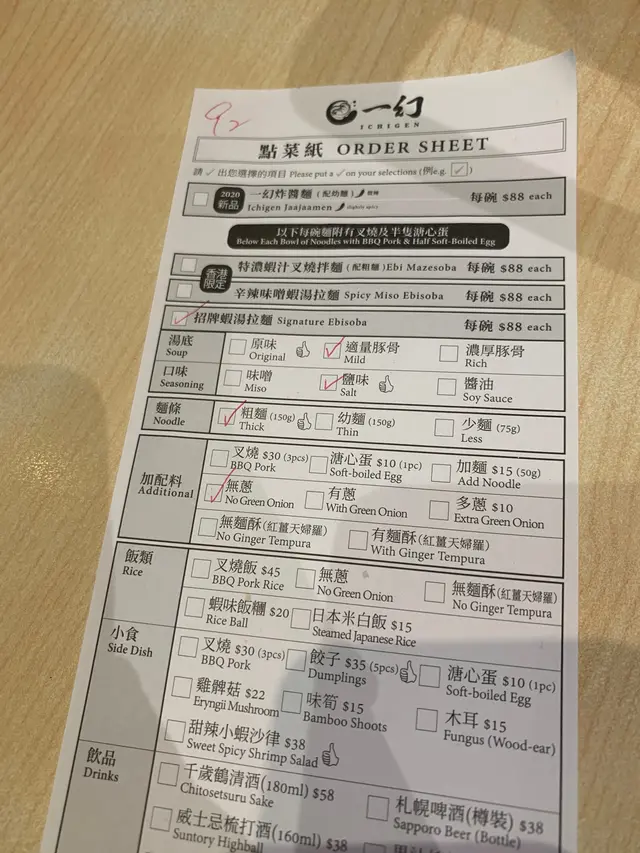 92
一幻
ICHIGEN
點菜紙 ORDER SHEET
請 ✓ 出您選擇的項目 Please put a ✓ on your selections (例e.g. ✓)
2020 新品 一幻炸醬麵 (配幼麵) 微辣 每碗 $88 each
Ichigen Jaajaamen slightly spicy
以下每碗麵附有叉燒及半隻溏心蛋
Below Each Bowl of Noodles with BBQ Pork & Half Soft-Boiled Egg
香港限定
特濃蝦汁叉燒拌麵 (配粗麵) Ebi Mazesoba 每碗 $88 each
辛辣味噌蝦湯拉麵 Spicy Miso Ebisoba 每碗 $88 each
招牌蝦湯拉麵 Signature Ebisoba 每碗 $88 each
湯底 原味 適量豚骨 濃厚豚骨
Soup Original Mild Rich
口味 味噌 鹽味 醬油
Seasoning Miso Salt Soy Sauce
麵條 粗麵 (150g) 幼麵 (150g) 少麵 (75g)
Noodle Thick Thin Less
加配料 叉燒 $30 (3pcs) 溏心蛋 $10 (1pc) 加麵 $15 (50g)
Additional BBQ Pork Soft-boiled Egg Add Noodle
無蔥 有蔥 多蔥 $10
No Green Onion With Green Onion Extra Green Onion
無麵酥 (紅薑天婦羅) 有麵酥 (紅薑天婦羅)
No Ginger Tempura With Ginger Tempura
飯類 叉燒飯 $45 無蔥 無麵酥 (紅薑天婦羅)
Rice BBQ Pork Rice No Green Onion No Ginger Tempura
蝦味飯糰 $20 日本米白飯 $15
Rice Ball Steamed Japanese Rice
小食 叉燒 $30 (3pcs) 餃子 $35 (5pcs) 溏心蛋 $10 (1pc)
Side Dish BBQ Pork Dumplings Soft-boiled Egg
雞髀菇 $22 味筍 $15 木耳 $15
Eryngii Mushroom Bamboo Shoots Fungus (Wood-ear)
甜辣小蝦沙律 $38
Sweet Spicy Shrimp Salad
飲品 千歲鶴清酒(180ml) $58 札幌啤酒(樽裝) $38
Drinks Chitosetsuru Sake Sapporo Beer (Bottle)
威士忌梳打酒(160ml) $38
Suntory Highball